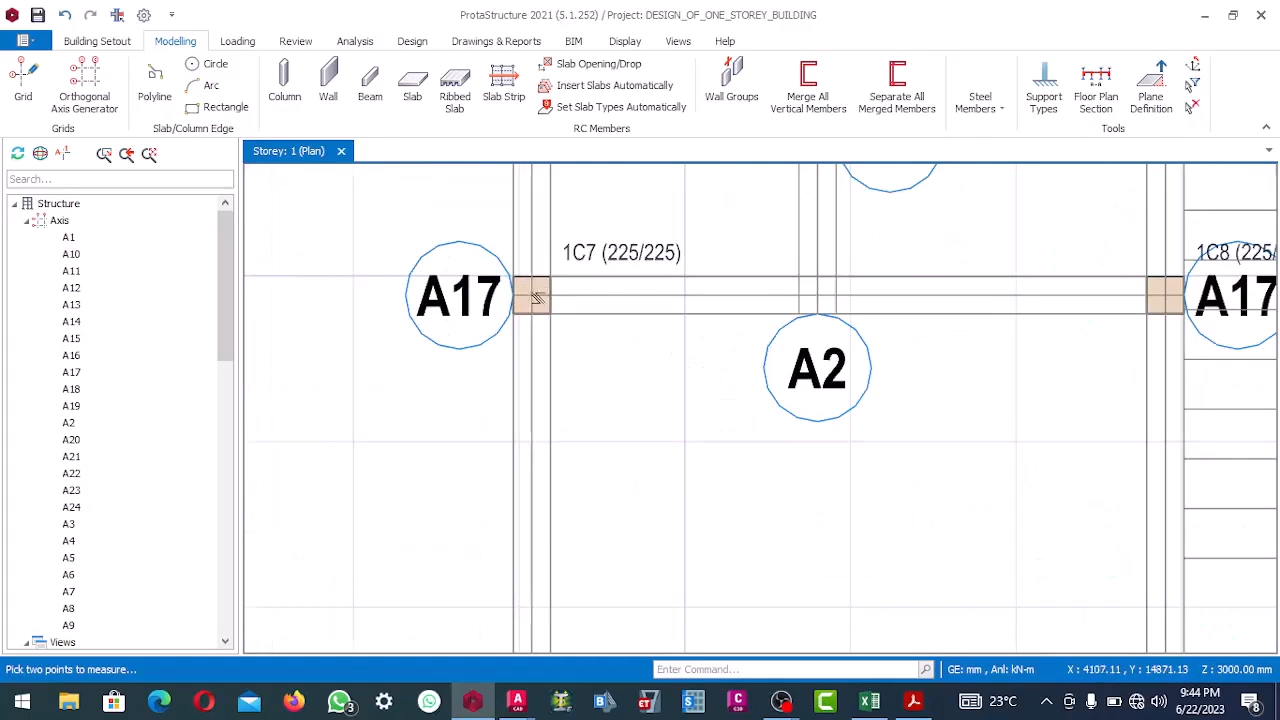 ProtaStructure 2021 (5.1.252) / Project: DESIGN_OF_ONE_STOREY_BUILDING
Building Setout Modelling Loading Review Analysis Design Drawings & Reports BIM Display Views Help
Grid
Orthogonal Axis Generator
Polyline
Circle
Arc
Rectangle
Column
Wall
Beam
Slab
Ribbed Slab
Slab Strip
Slab Opening/Drop
Insert Slabs Automatically
Set Slab Types Automatically
Wall Groups
Merge All Vertical Members
Separate All Merged Members
Steel Members
Support Types
Floor Plan Section
Plane Definition
Grids
Slab/Column Edge
RC Members
Tools
Storey: 1 (Plan)
Search...
Structure
Axis
A1
A10
A11
A12
A13
A14
A15
A16
A17
A18
A19
A2
A20
A21
A22
A23
A24
A3
A4
A5
A6
A7
A8
A9
Views
1C7 (225/225)
1C8 (225/
A17
A17
A2
Pick two points to measure...
Enter Command...
GE: mm , Anl: kN-m
X : 4107.11 , Y : 14871.13
Z : 3000.00 mm
23°C
9:44 PM
6/22/2023